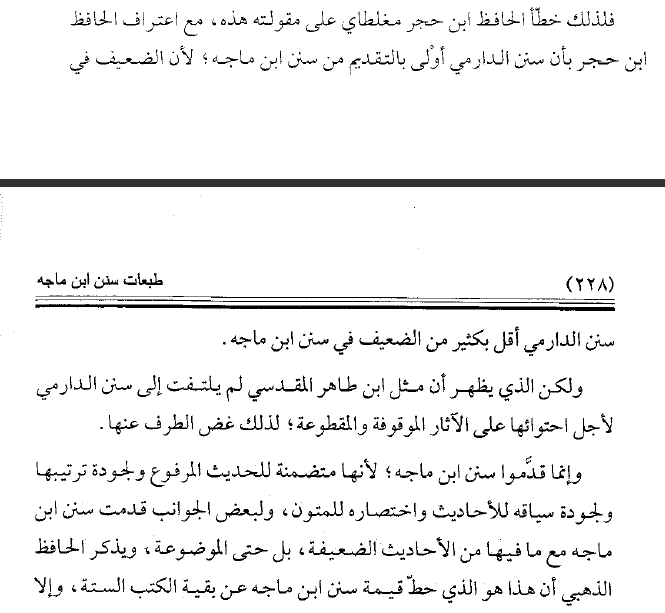 فلذلك خطّأ الحافظ ابن حجر مغلطاي على مقولته هذه، مع اعتراف الحافظ
ابن حجر بأن سنن الدارمي أوْلى بالتقديم من سنن ابن ماجه؛ لأن الضعيف في
(٢٢٨) طبعات سنن ابن ماجه
سنن الدارمي أقل بكثير من الضعيف في سنن ابن ماجه.
ولكن الذي يظهر أن مثل ابن طاهر المقدسي لم يلتفت إلى سنن الدارمي
لأجل احتوائها على الآثار الموقوفة والمقطوعة؛ لذلك غض الطرف عنها.
وإنما قدَّموا سنن ابن ماجه؛ لأنها متضمنة للحديث المرفوع ولجودة ترتيبها
ولجودة سياقه للأحاديث واختصاره للمتون، ولبعض الجوانب قدمت سنن ابن
ماجه مع ما فيها من الأحاديث الضعيفة، بل حتى الموضوعة، ويذكر الحافظ
الذهبي أن هذا هو الذي حطّ قيمة سنن ابن ماجه عن بقية الكتب الستة، وإلا